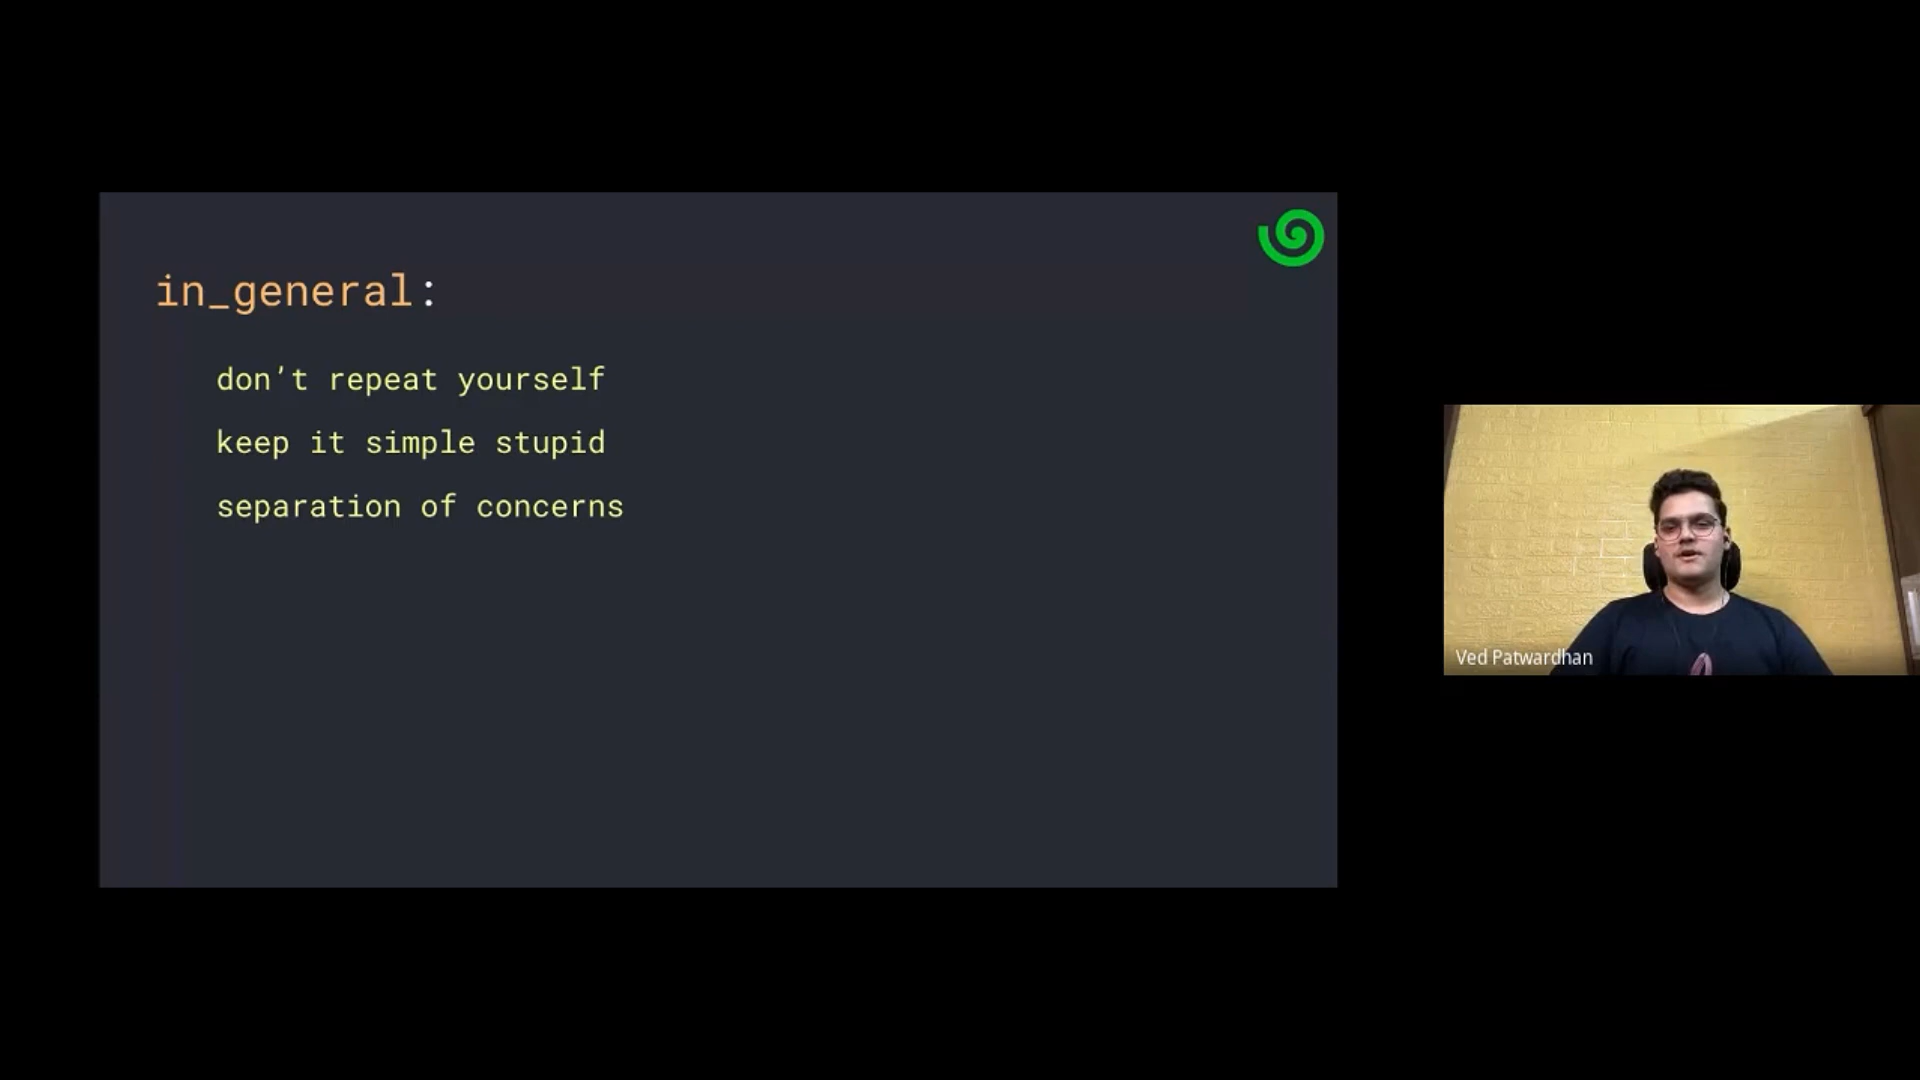 in_general:
don’t repeat yourself
keep it simple stupid
separation of concerns
Ved Patwardhan